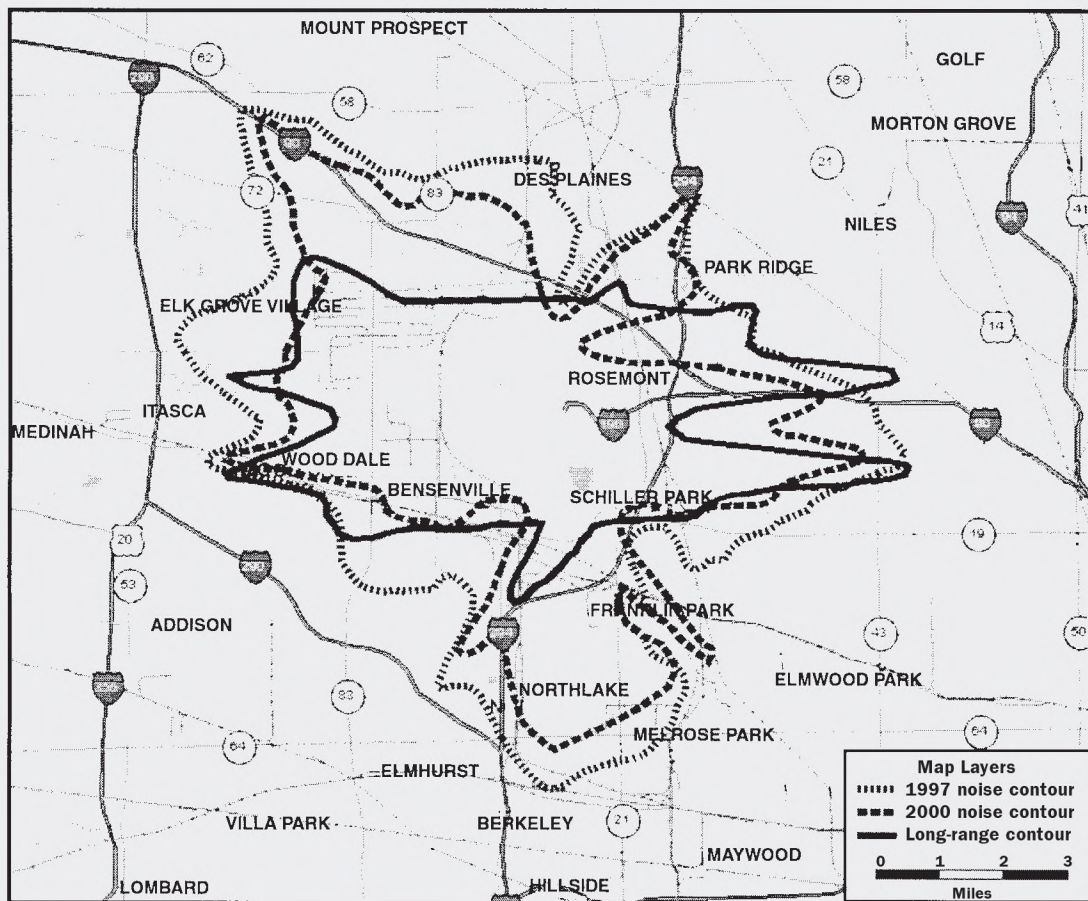 MOUNT PROSPECT
GOLF
62
58
58
MORTON GROVE
21
72
83
DES PLAINES
41
NILES
PARK RIDGE
ELK GROVE VILLAGE
14
ROSEMONT
ITASCA
MEDINAH
WOOD DALE
BENSENVILLE
SCHILLER PARK
20
19
53
FRANKLIN PARK
ADDISON
43
50
ELMWOOD PARK
NORTHLAKE
83
MELROSE PARK
64
64
ELMHURST
VILLA PARK
BERKELEY
21
MAYWOOD
LOMBARD
HILLSIDE
Map Layers
1997 noise contour
2000 noise contour
Long-range contour
0 1 2 3
Miles